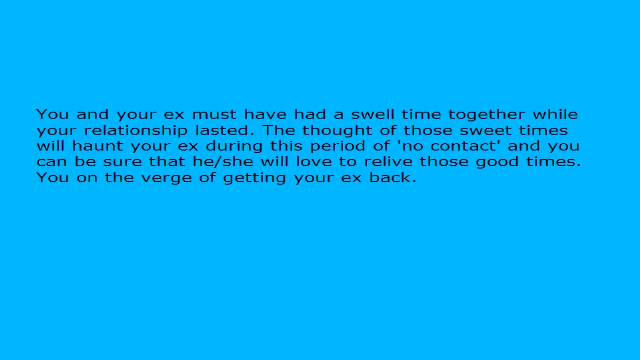 You and your ex must have had a swell time together while
your relationship lasted. The thought of those sweet times
will haunt your ex during this period of 'no contact' and you
can be sure that he/she will love to relive those good times.
You on the verge of getting your ex back.